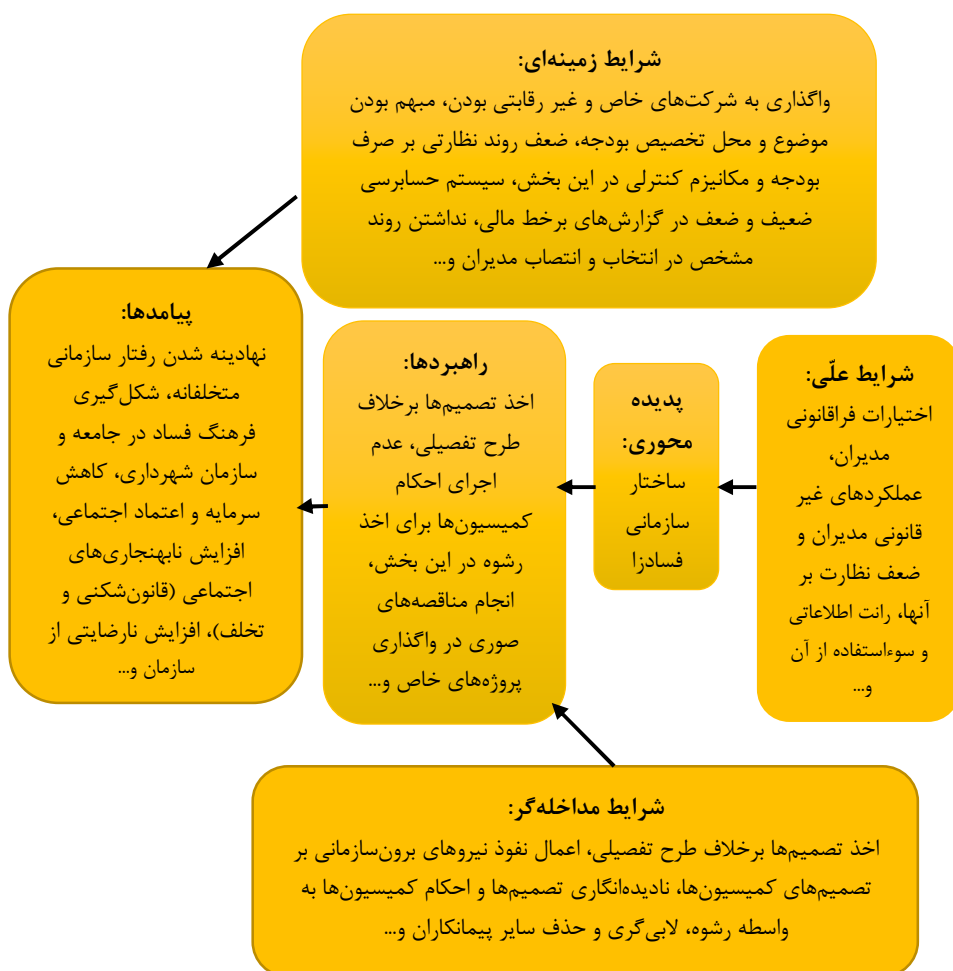 شرایط زمینه‌ای:
واگذاری به شرکت‌های خاص و غیر رقابتی بودن، مبهم بودن
موضوع و محل تخصیص بودجه، ضعف روند نظارتی بر صرف
بودجه و مکانیزم کنترلی در این بخش، سیستم حسابرسی
ضعیف و ضعف در گزارش‌های برخط مالی، نداشتن روند
مشخص در انتخاب و انتصاب مدیران و...
شرایط علّی:
اختیارات فراقانونی
مدیران،
عملکردهای غیر
قانونی مدیران و
ضعف نظارت بر
آنها، رانت اطلاعاتی
و سوءاستفاده از آن
و...
پدیده
محوری:
ساختار
سازمانی
فسادزا
راهبردها:
اخذ تصمیم‌ها برخلاف
طرح تفصیلی، عدم
اجرای احکام
کمیسیون‌ها برای اخذ
رشوه در این بخش،
انجام مناقصه‌های
صوری در واگذاری
پروژه‌های خاص و...
پیامدها:
نهادینه شدن رفتار سازمانی
متخلفانه، شکل‌گیری
فرهنگ فساد در جامعه و
سازمان شهرداری، کاهش
سرمایه و اعتماد اجتماعی،
افزایش نابهنجاری‌های
اجتماعی (قانون‌شکنی و
تخلف)، افزایش نارضایتی از
سازمان و...
شرایط مداخله‌گر:
اخذ تصمیم‌ها برخلاف طرح تفصیلی، اعمال نفوذ نیروهای برون‌سازمانی بر
تصمیم‌های کمیسیون‌ها، نادیده‌انگاری تصمیم‌ها و احکام کمیسیون‌ها به
واسطه رشوه، لابی‌گری و حذف سایر پیمانکاران و...